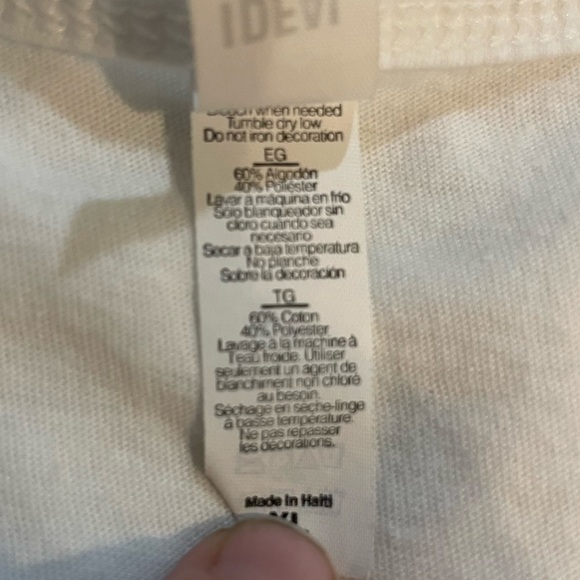 IDEVI
when needed
Tumble dry low
Do not iron decoration
EG
60% Algodón
40% Poliéster
Lavar a máquina en frío
Sólo blanqueador sin
cloro cuando sea
necesario
Secar a baja temperatura
No planche
Sobre la decoración
TG
60% Coton
40% Polyester
Lavage à la machine à
l'eau froide. Utiliser
seulement un agent de
blanchiment non chloré
au besoin.
Séchage en sèche-linge
à basse température.
Ne pas repasser
les décorations.
Made In Haiti
XL